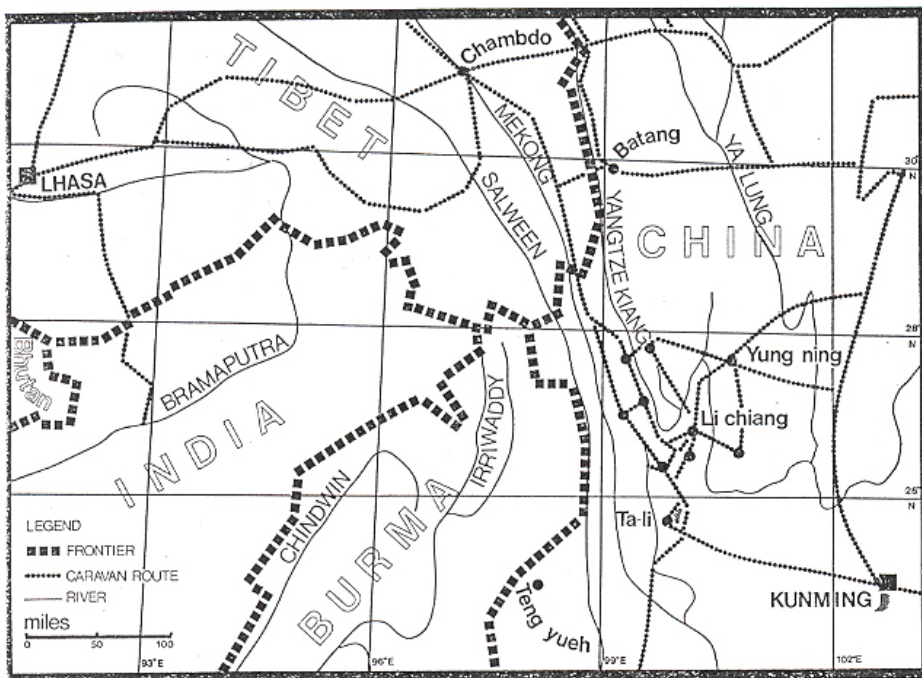 TIBET
Chambdo
MEKONG
Batang
YA LUNG
30°
N
LHASA
SALWEEN
YANGTZE KIANG
CHINA
28°
N
Bhutan
BRAMAPUTRA
Yung ning
INDIA
IRRIWADDY
Li chiang
CHINDWIN
BURMA
25°
N
Ta-li
LEGEND
FRONTIER
CARAVAN ROUTE
RIVER
miles
0 50 100
Teng yueh
KUNMING
93°E
96°E
99°E
102°E